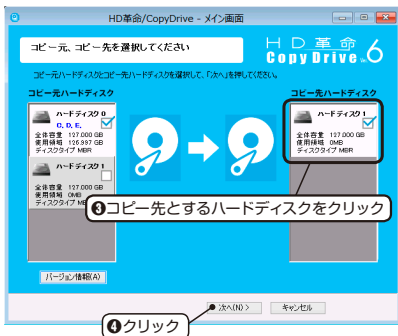 HD革命/CopyDrive - メイン画面
コピー元、コピー先を選択してください
HD革命
CopyDrive Ver.6
コピー元ハードディスクとコピー先ハードディスクを選択して、「次へ」を押してください。
コピー元ハードディスク
コピー先ハードディスク
ハードディスク 0
C, D, E,
全体容量 127.000 GB
使用領域 126.997 GB
ディスクタイプ MBR
ハードディスク 1
全体容量 127.000 GB
使用領域 0MB
ディスクタイプ MBR
ハードディスク 1
全体容量 127.000 GB
使用領域 0MB
ディスクタイプ MBR
❸コピー先とするハードディスクをクリック
バージョン情報(A)
次へ(N) >
キャンセル
❹クリック